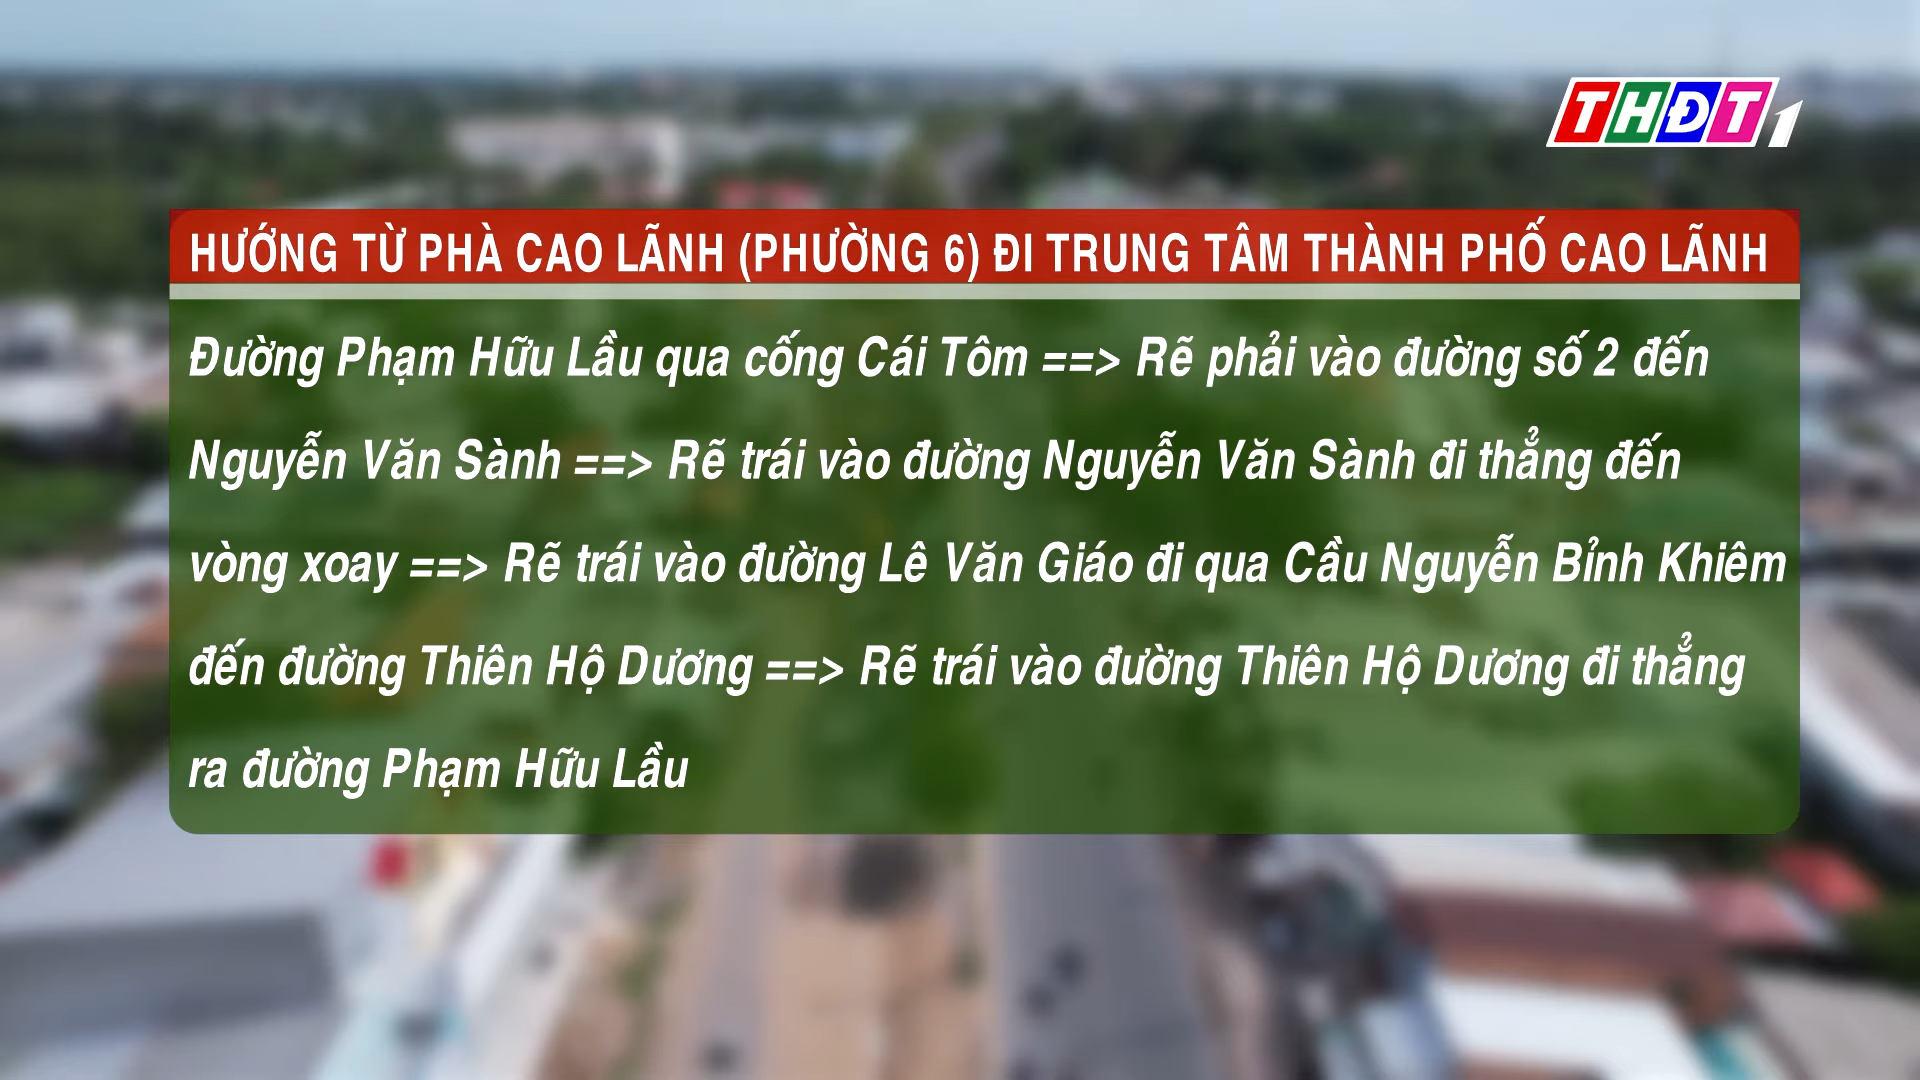 THĐT1
HƯỚNG TỪ PHÀ CAO LÃNH (PHƯỜNG 6) ĐI TRUNG TÂM THÀNH PHỐ CAO LÃNH
Đường Phạm Hữu Lầu qua cống Cái Tôm ==> Rẽ phải vào đường số 2 đến
Nguyễn Văn Sành ==> Rẽ trái vào đường Nguyễn Văn Sành đi thẳng đến
vòng xoay ==> Rẽ trái vào đường Lê Văn Giáo đi qua Cầu Nguyễn Bỉnh Khiêm
đến đường Thiên Hộ Dương ==> Rẽ trái vào đường Thiên Hộ Dương đi thẳng
ra đường Phạm Hữu Lầu